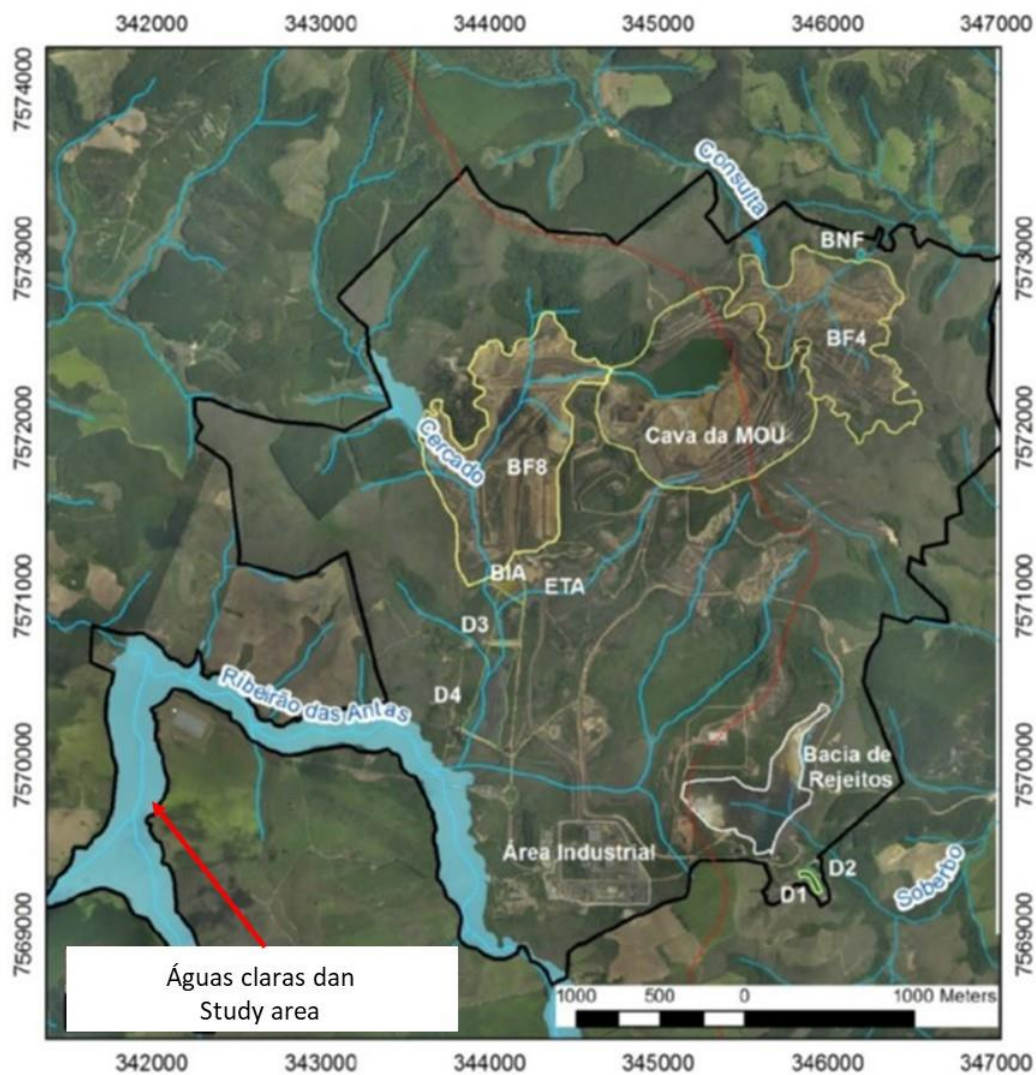 342000 343000 344000 345000 346000 347000
7574000
7574000
Consulta
7573000
BNF
7573000
BF4
7572000
Cava da MOU
7572000
Cercado
BF8
7571000
BIA
ETA
7571000
D3
Ribeirão das Antas
D4
7570000
Bacia de
Rejeitos
7570000
Área Industrial
D2
Soberbo
D1
7569000
7569000
Águas claras dan
Study area
1000 500 0 1000 Meters
342000 343000 344000 345000 346000 347000